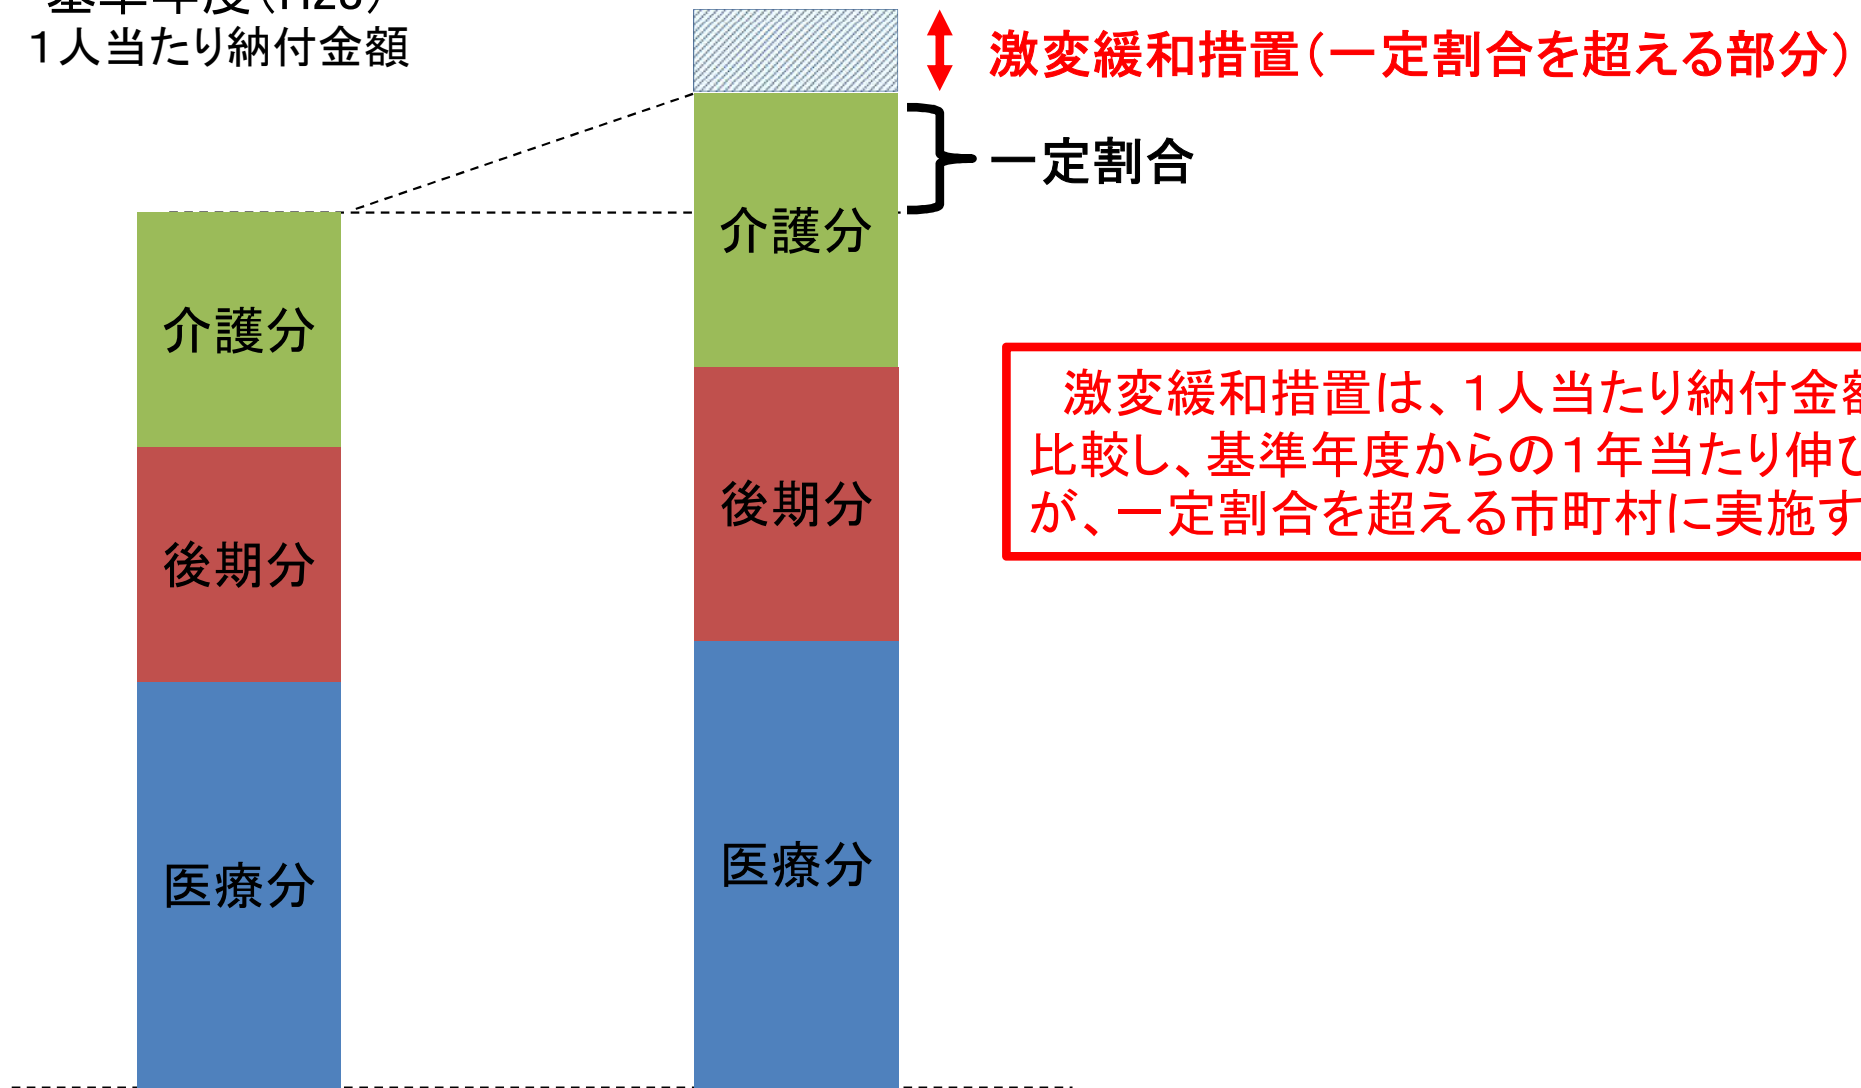 １人当たり納付金額
激変緩和措置（一定割合を超える部分）
一定割合
介護分
介護分
後期分
後期分
医療分
医療分
激変緩和措置は、１人当たり納付金額
比較し、基準年度からの１年当たり伸び
が、一定割合を超える市町村に実施す